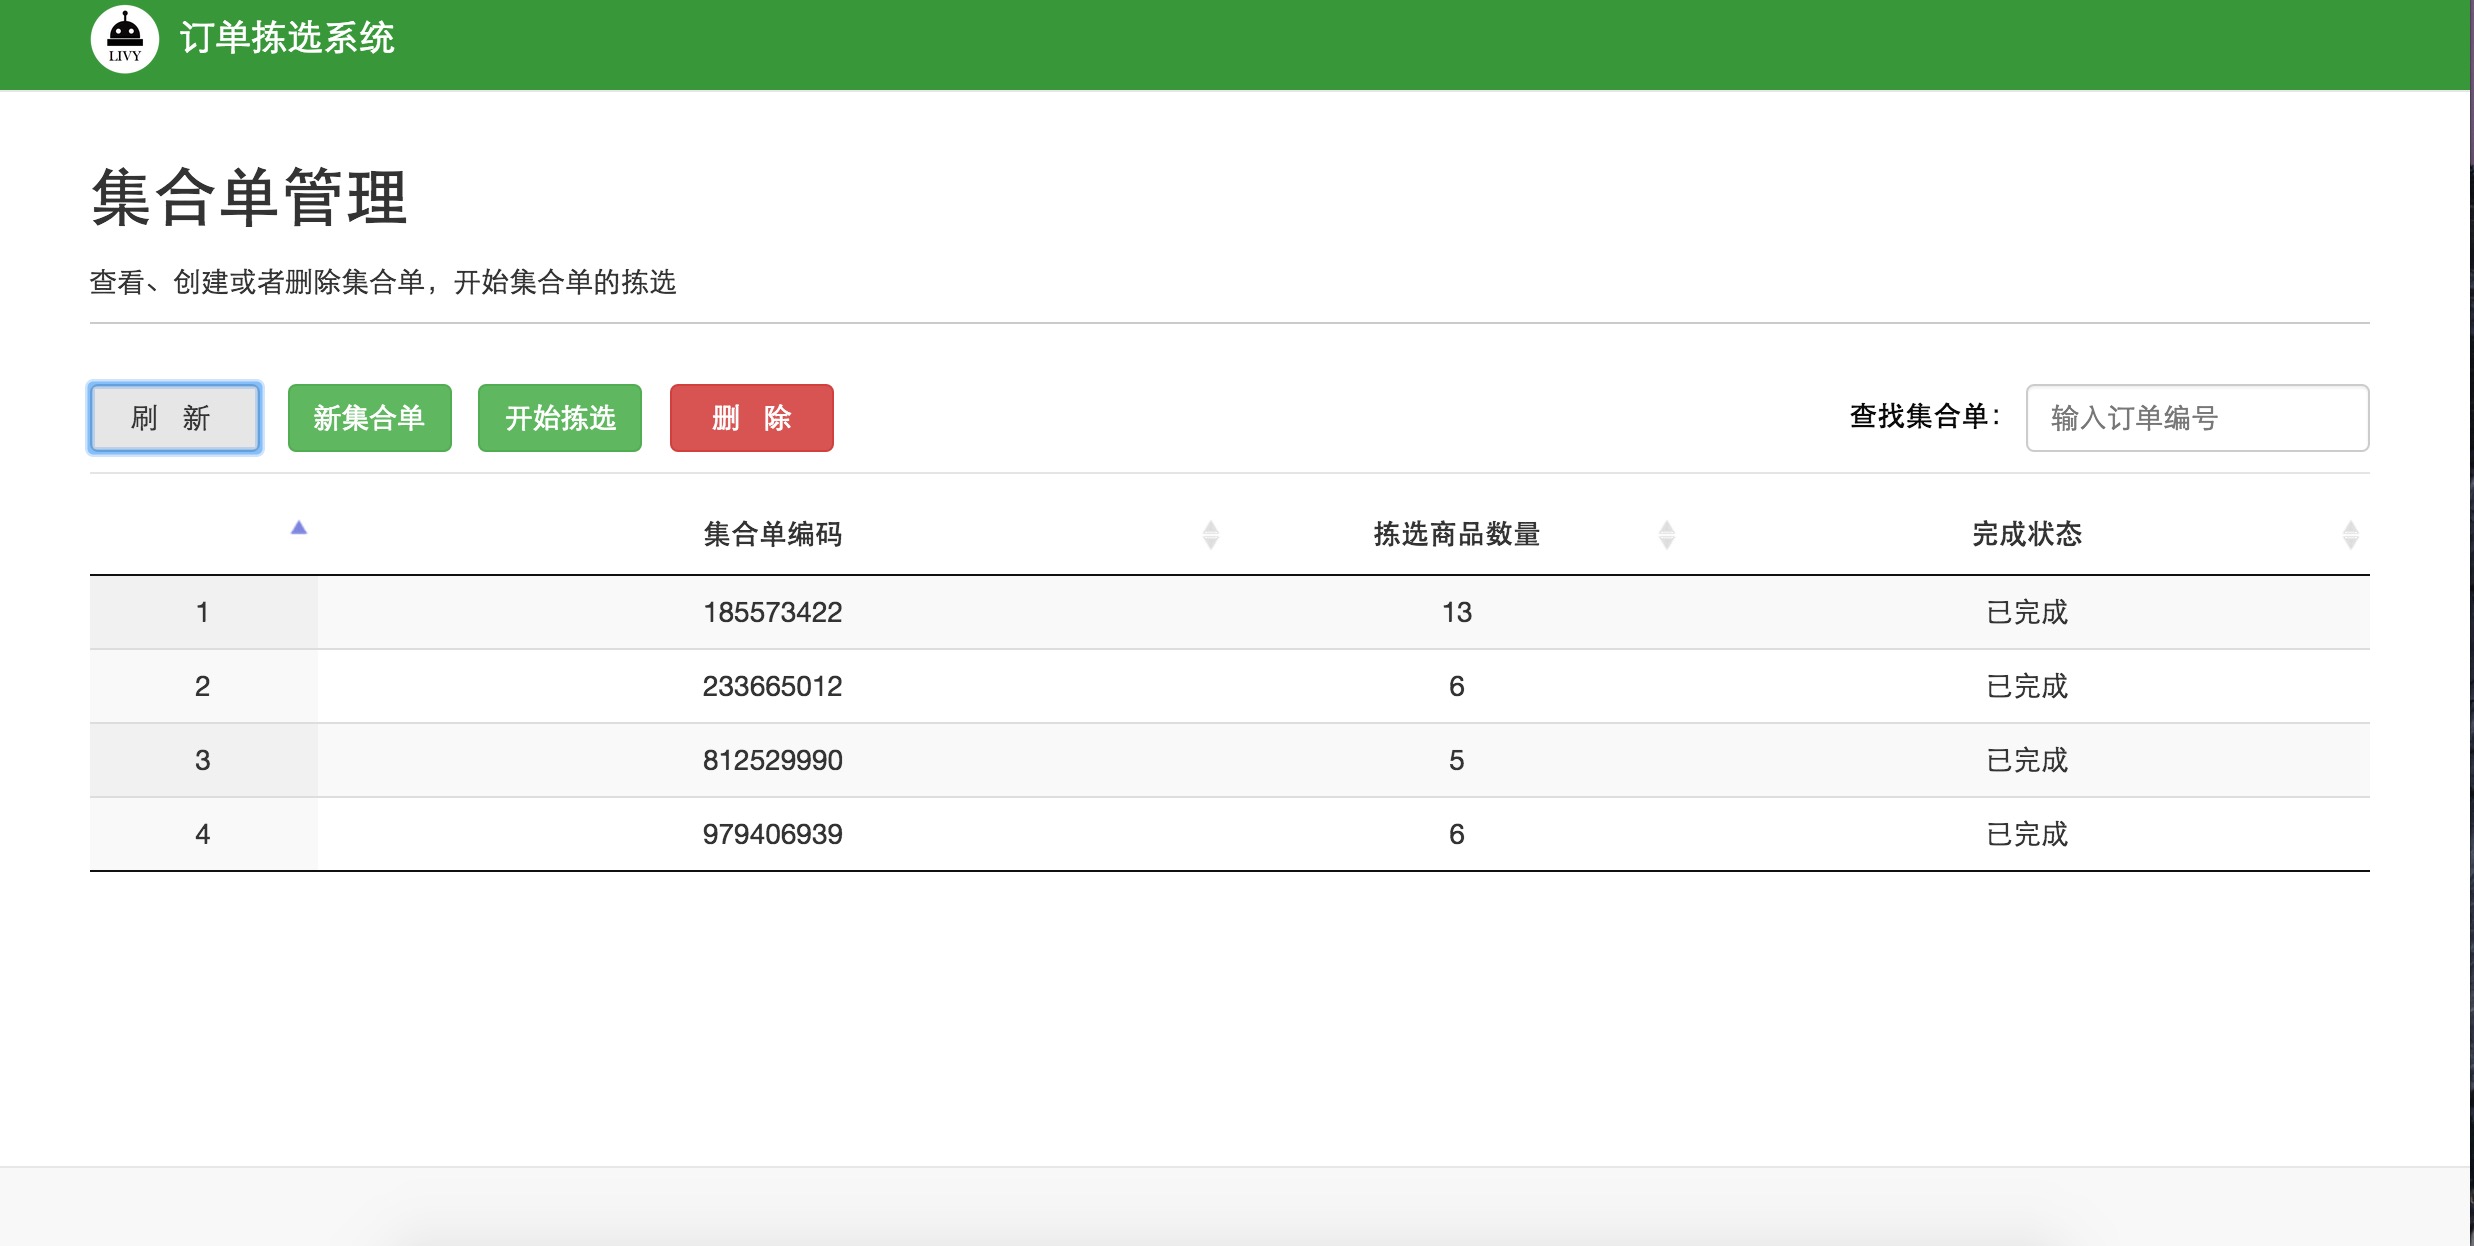 LIVY 订单拣选系统
集合单管理
查看、创建或者删除集合单，开始集合单的拣选
刷 新 新集合单 开始拣选 删 除 查找集合单： 输入订单编号
集合单编码 拣选商品数量 完成状态
1 185573422 13 已完成
2 233665012 6 已完成
3 812529990 5 已完成
4 979406939 6 已完成